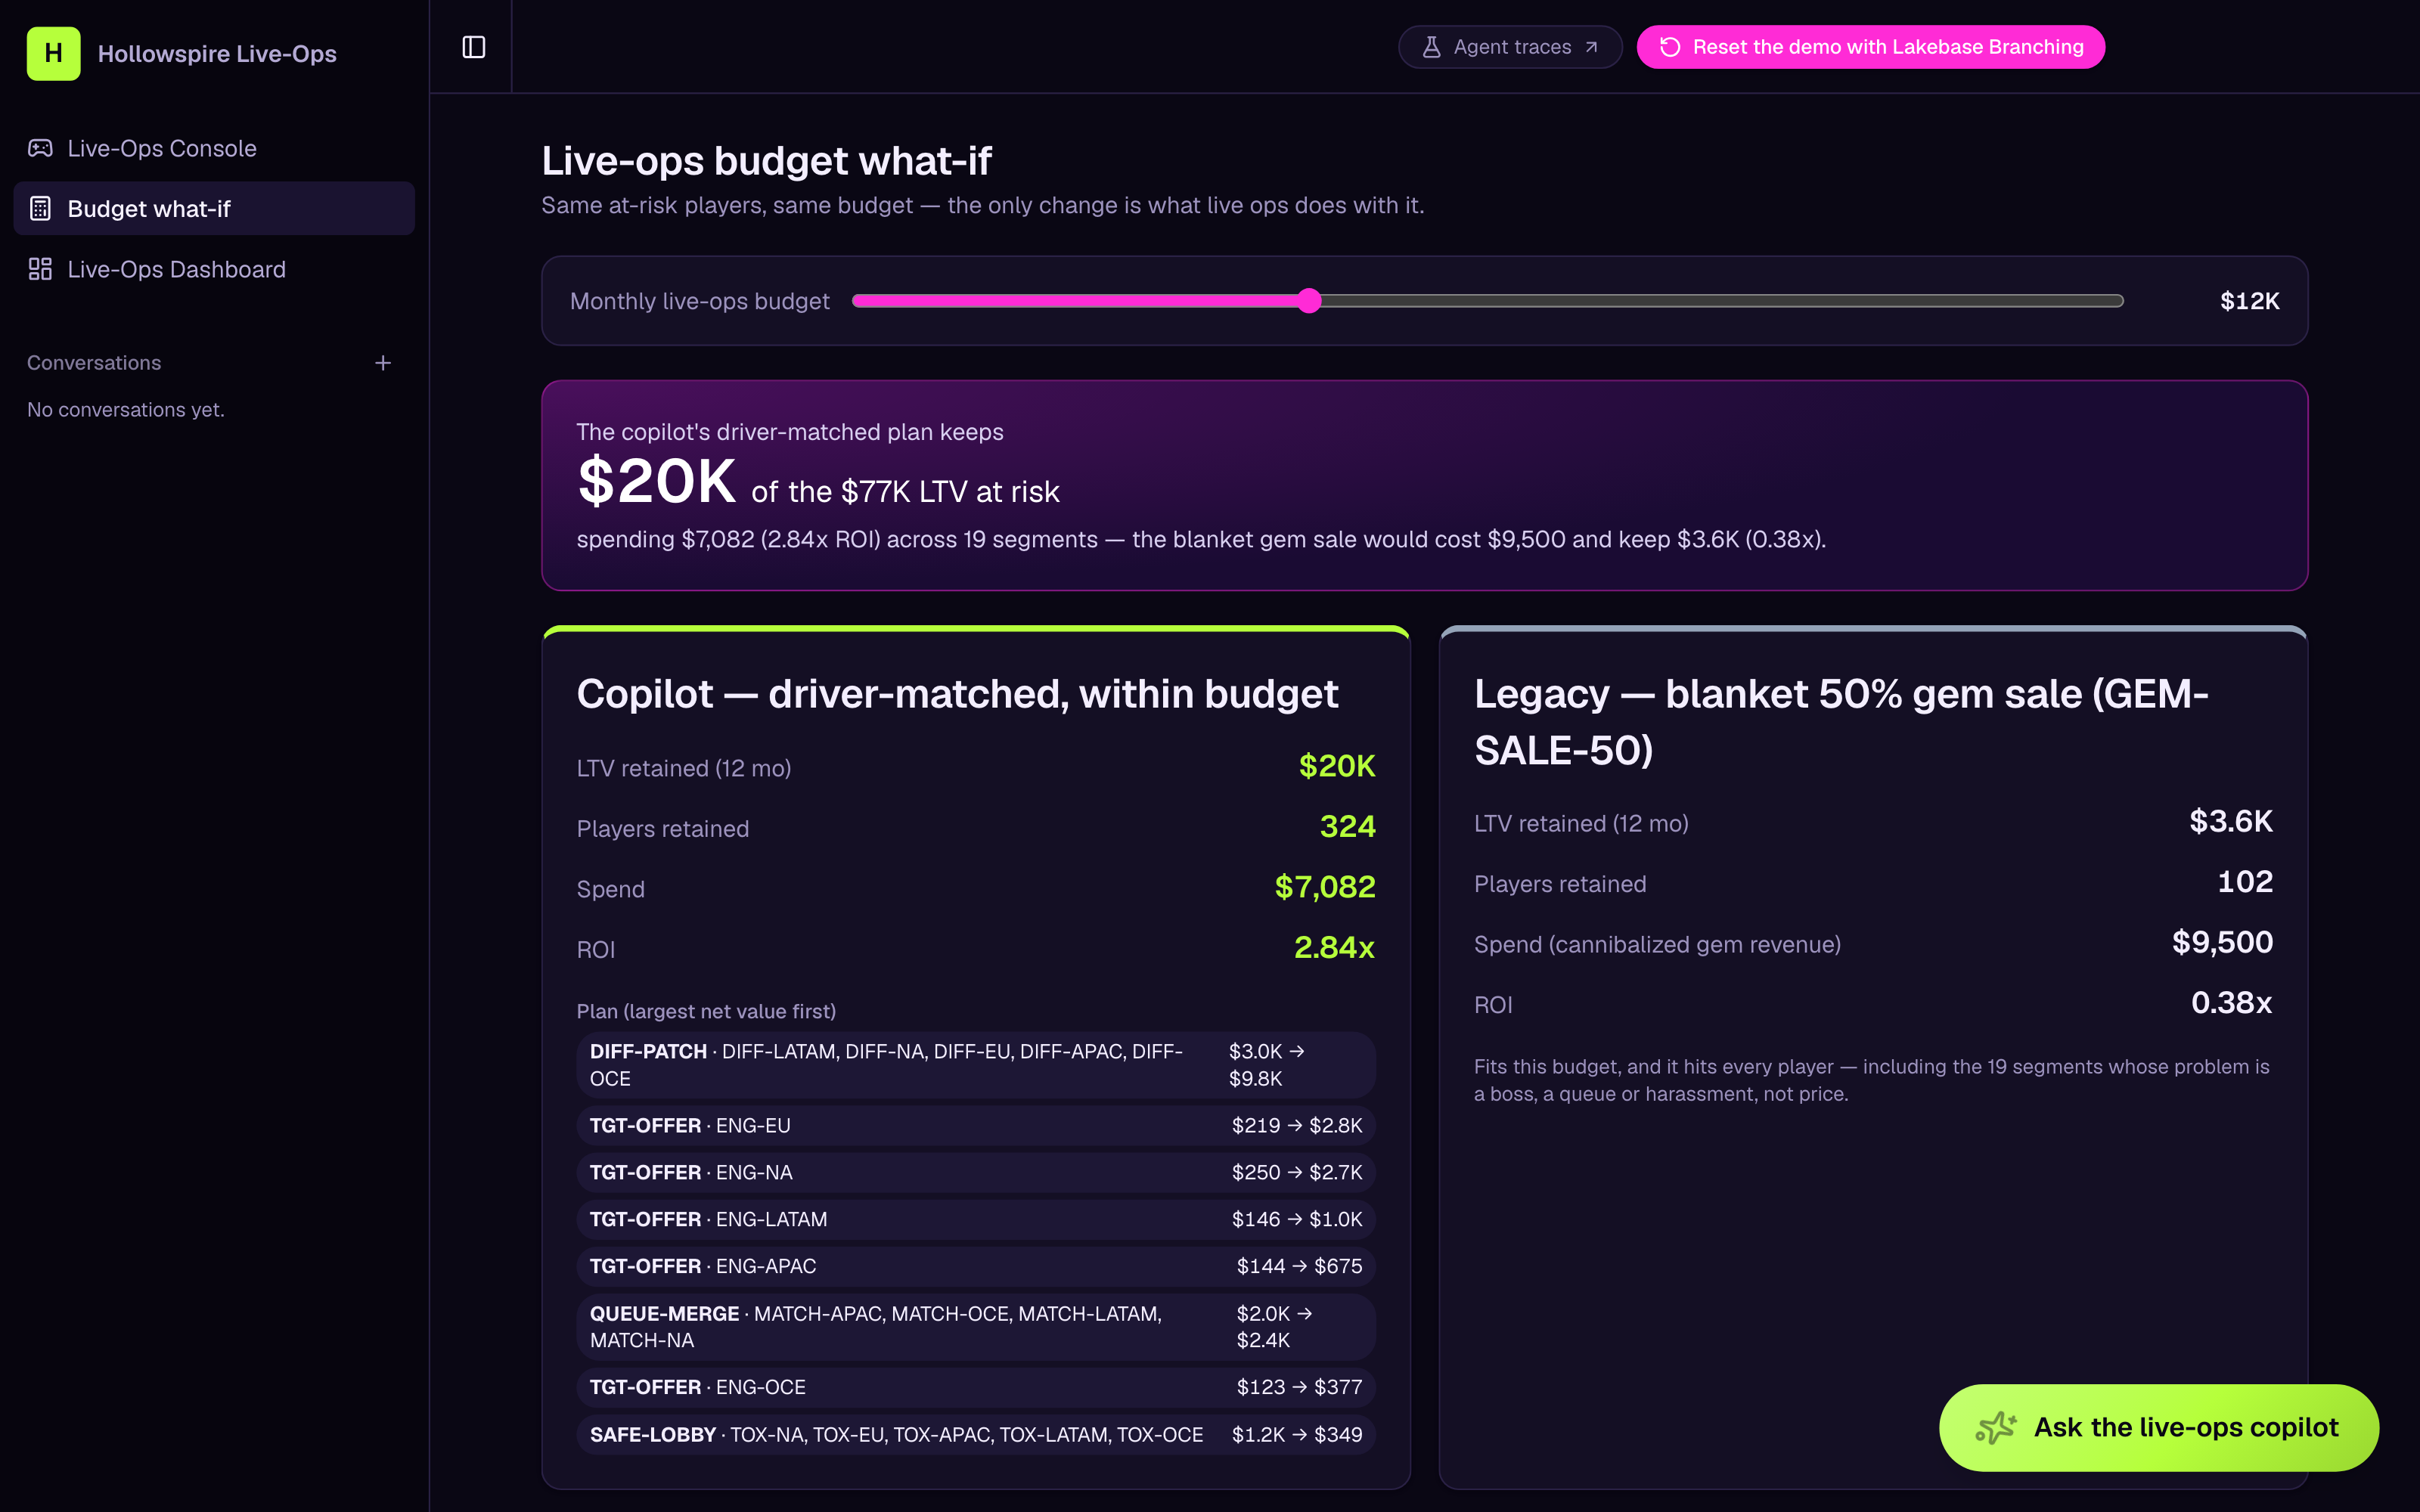 H Hollowspire Live-Ops
Agent traces
Reset the demo with Lakebase Branching
Live-Ops Console
Budget what-if
Live-Ops Dashboard
Conversations
No conversations yet.
Live-ops budget what-if
Same at-risk players, same budget — the only change is what live ops does with it.
Monthly live-ops budget $12K
The copilot's driver-matched plan keeps
$20K of the $77K LTV at risk
spending $7,082 (2.84x ROI) across 19 segments — the blanket gem sale would cost $9,500 and keep $3.6K (0.38x).
Copilot — driver-matched, within budget
LTV retained (12 mo) $20K
Players retained 324
Spend $7,082
ROI 2.84x
Plan (largest net value first)
DIFF-PATCH · DIFF-LATAM, DIFF-NA, DIFF-EU, DIFF-APAC, DIFF- $3.0K →
OCE $9.8K
TGT-OFFER · ENG-EU $219 → $2.8K
TGT-OFFER · ENG-NA $250 → $2.7K
TGT-OFFER · ENG-LATAM $146 → $1.0K
TGT-OFFER · ENG-APAC $144 → $675
QUEUE-MERGE · MATCH-APAC, MATCH-OCE, MATCH-LATAM, $2.0K →
MATCH-NA $2.4K
TGT-OFFER · ENG-OCE $123 → $377
SAFE-LOBBY · TOX-NA, TOX-EU, TOX-APAC, TOX-LATAM, TOX-OCE $1.2K → $349
Legacy — blanket 50% gem sale (GEM-
SALE-50)
LTV retained (12 mo) $3.6K
Players retained 102
Spend (cannibalized gem revenue) $9,500
ROI 0.38x
Fits this budget, and it hits every player — including the 19 segments whose problem is
a boss, a queue or harassment, not price.
Ask the live-ops copilot